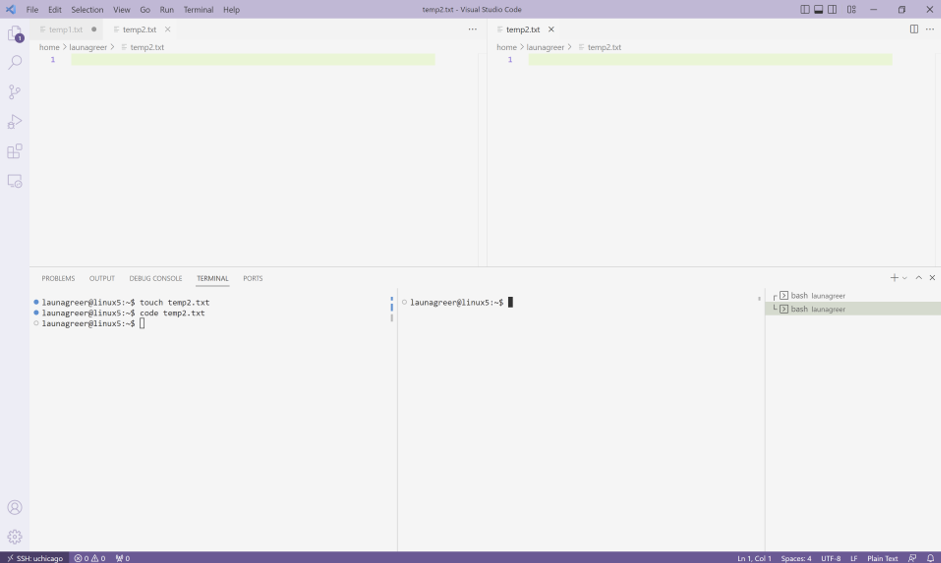 File Edit Selection View Go Run Terminal Help
temp2.txt - Visual Studio Code
1
temp1.txt
temp2.txt
temp2.txt
home > launagreer > temp2.txt
home > launagreer > temp2.txt
1
1
PROBLEMS OUTPUT DEBUG CONSOLE TERMINAL PORTS
launagreer@linux5:~$ touch temp2.txt
launagreer@linux5:~$ code temp2.txt
launagreer@linux5:~$
launagreer@linux5:~$
bash launagreer
bash launagreer
SSH: uchicago 0 0 0
Ln 1, Col 1 Spaces: 4 UTF-8 LF Plain Text